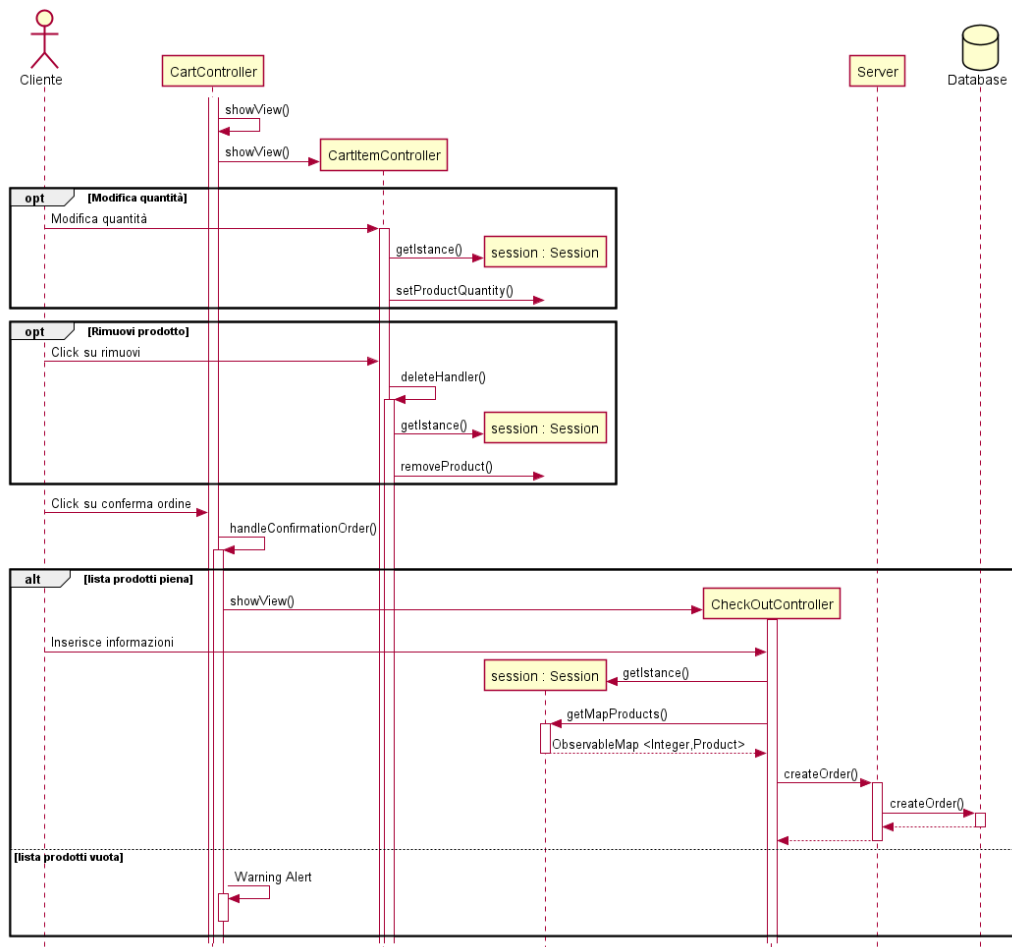 Cliente
CartController
Server
Database
showView()
showView()
CartItemController
opt
[Modifica quantità]
Modifica quantità
getIstance()
session : Session
setProductQuantity()
opt
[Rimuovi prodotto]
Click su rimuovi
deleteHandler()
getIstance()
session : Session
removeProduct()
Click su conferma ordine
handleConfirmationOrder()
alt
[lista prodotti piena]
showView()
CheckOutController
Inserisce informazioni
session : Session
getIstance()
getMapProducts()
ObservableMap <Integer,Product>
createOrder()
createOrder()
[lista prodotti vuota]
Warning Alert